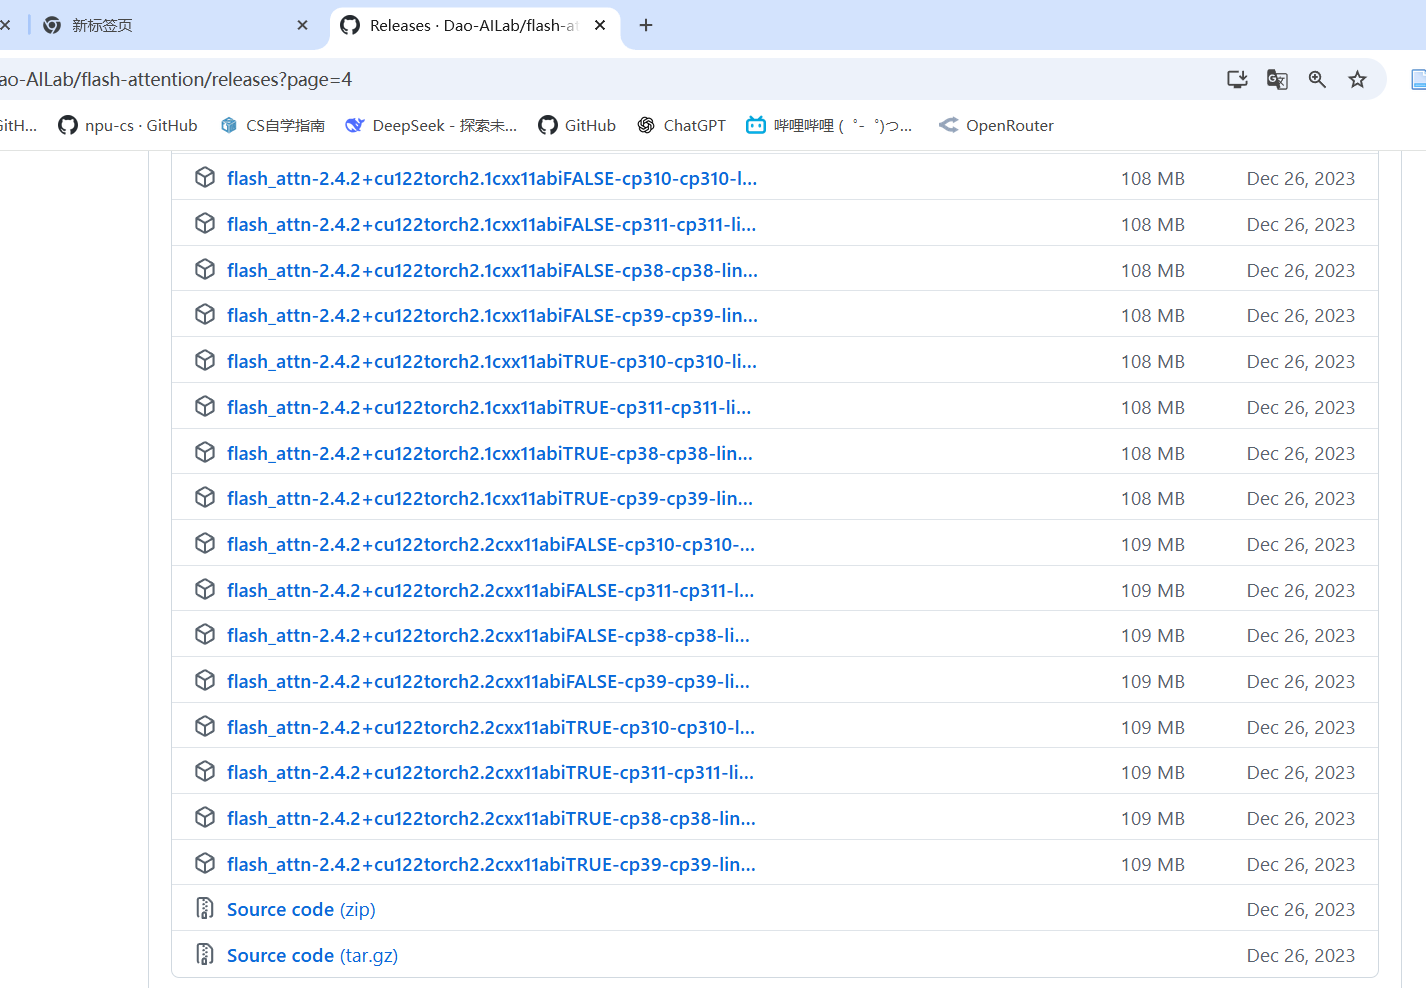 新标签页 Releases · Dao-AILab/flash-at
ao-AILab/flash-attention/releases?page=4
GitH... npu-cs · GitHub CS自学指南 DeepSeek - 探索未... GitHub ChatGPT 哔哩哔哩 ( ゜- ゜)つ... OpenRouter
flash_attn-2.4.2+cu122torch2.1cxx11abiFALSE-cp310-cp310-l... 108 MB Dec 26, 2023
flash_attn-2.4.2+cu122torch2.1cxx11abiFALSE-cp311-cp311-li... 108 MB Dec 26, 2023
flash_attn-2.4.2+cu122torch2.1cxx11abiFALSE-cp38-cp38-lin... 108 MB Dec 26, 2023
flash_attn-2.4.2+cu122torch2.1cxx11abiFALSE-cp39-cp39-lin... 108 MB Dec 26, 2023
flash_attn-2.4.2+cu122torch2.1cxx11abiTRUE-cp310-cp310-li... 108 MB Dec 26, 2023
flash_attn-2.4.2+cu122torch2.1cxx11abiTRUE-cp311-cp311-li... 108 MB Dec 26, 2023
flash_attn-2.4.2+cu122torch2.1cxx11abiTRUE-cp38-cp38-lin... 108 MB Dec 26, 2023
flash_attn-2.4.2+cu122torch2.1cxx11abiTRUE-cp39-cp39-lin... 108 MB Dec 26, 2023
flash_attn-2.4.2+cu122torch2.2cxx11abiFALSE-cp310-cp310-... 109 MB Dec 26, 2023
flash_attn-2.4.2+cu122torch2.2cxx11abiFALSE-cp311-cp311-l... 109 MB Dec 26, 2023
flash_attn-2.4.2+cu122torch2.2cxx11abiFALSE-cp38-cp38-li... 109 MB Dec 26, 2023
flash_attn-2.4.2+cu122torch2.2cxx11abiFALSE-cp39-cp39-li... 109 MB Dec 26, 2023
flash_attn-2.4.2+cu122torch2.2cxx11abiTRUE-cp310-cp310-l... 109 MB Dec 26, 2023
flash_attn-2.4.2+cu122torch2.2cxx11abiTRUE-cp311-cp311-li... 109 MB Dec 26, 2023
flash_attn-2.4.2+cu122torch2.2cxx11abiTRUE-cp38-cp38-lin... 109 MB Dec 26, 2023
flash_attn-2.4.2+cu122torch2.2cxx11abiTRUE-cp39-cp39-lin... 109 MB Dec 26, 2023
Source code (zip) Dec 26, 2023
Source code (tar.gz) Dec 26, 2023